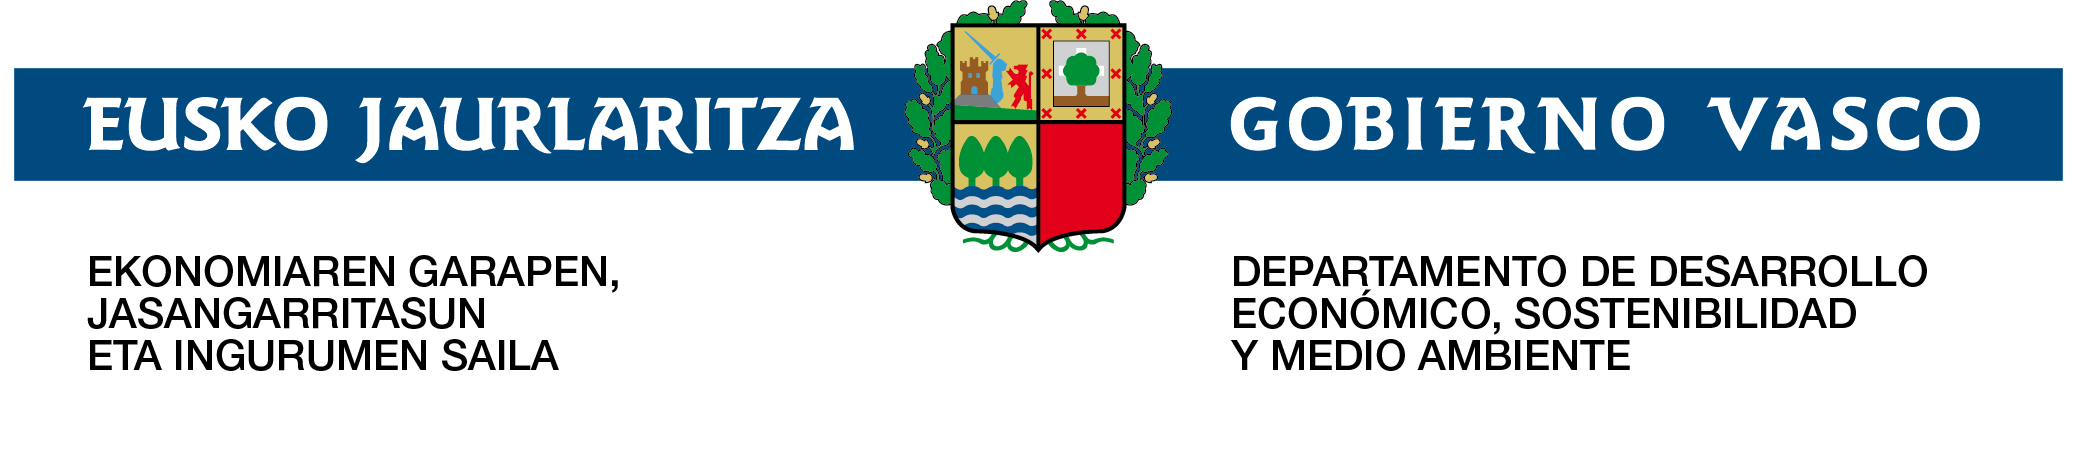 EUSKO JAURLARITZA
GOBIERNO VASCO
EKONOMIAREN GARAPEN,
JASANGARRITASUN
ETA INGURUMEN SAILA
DEPARTAMENTO DE DESARROLLO
ECONÓMICO, SOSTENIBILIDAD
Y MEDIO AMBIENTE